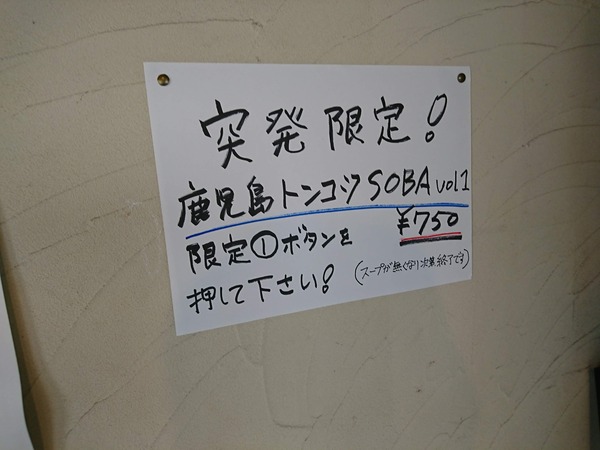 突発限定!
鹿児島トンコツSOBA vol1
¥750
限定①ボタンを
押して下さい!
(スープが無くなり次第終了です)